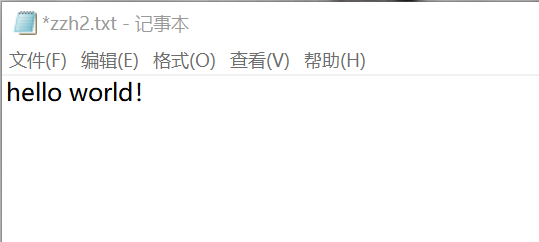 *zzh2.txt - 记事本
文件(F) 编辑(E) 格式(O) 查看(V) 帮助(H)
hello world！